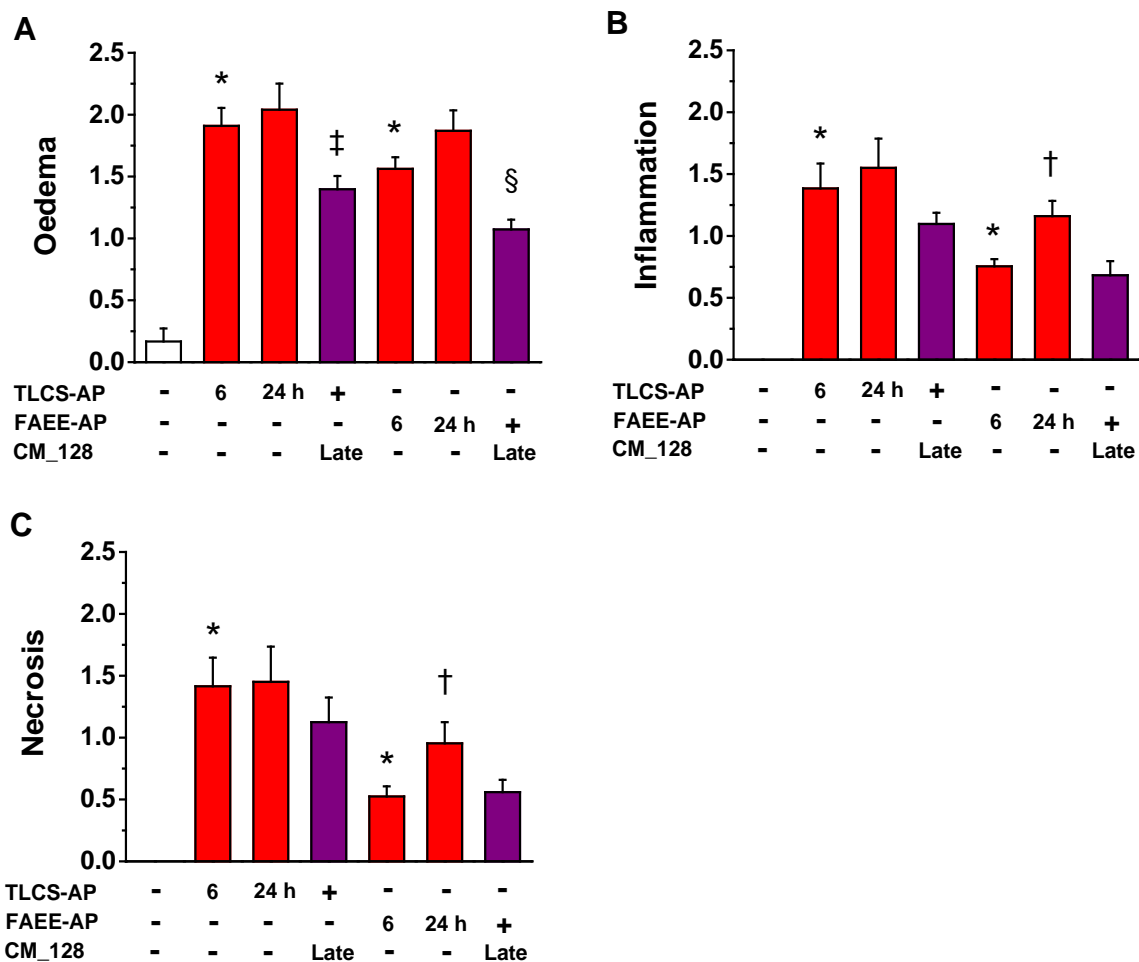 A
2.5
2.0
1.5
1.0
0.5
0.0
Oedema
* ‡ * §
TLCS-AP - 6 24 h + - - -
FAEE-AP - - - - 6 24 h +
CM_128 - - - Late - - Late
B
2.5
2.0
1.5
1.0
0.5
0.0
Inflammation
* * †
TLCS-AP - 6 24 h + - - -
FAEE-AP - - - - 6 24 h +
CM_128 - - - Late - - Late
C
2.5
2.0
1.5
1.0
0.5
0.0
Necrosis
* * †
TLCS-AP - 6 24 h + - - -
FAEE-AP - - - - 6 24 h +
CM_128 - - - Late - - Late